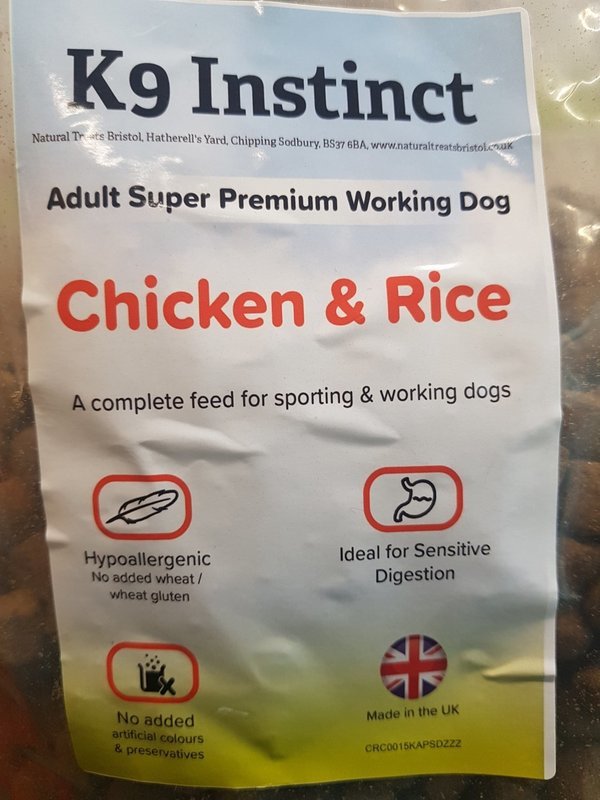 K9 Instinct
Natural Treats Bristol, Hatherell's Yard, Chipping Sodbury, BS37 6BA, www.naturaltreatsbristol.co.uk
Adult Super Premium Working Dog
Chicken & Rice
A complete feed for sporting & working dogs
Hypoallergenic
No added wheat /
wheat gluten
Ideal for Sensitive
Digestion
No added
artificial colours
& preservatives
Made in the UK
CRC0015KAPSDZZZ